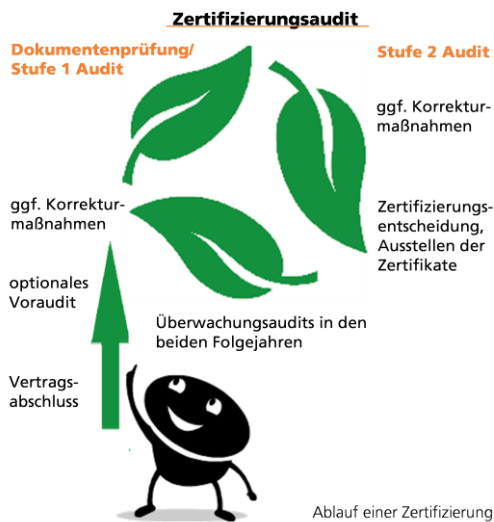 Zertifizierungsaudit
Dokumentenprüfung/
Stufe 1 Audit
ggf. Korrektur-
maßnahmen
optionales
Voraudit
Vertrags-
abschluss
Stufe 2 Audit
ggf. Korrektur-
maßnahmen
Zertifizierungs-
entscheidung,
Ausstellen der
Zertifikate
Überwachungsaudits in den
beiden Folgejahren
Ablauf einer Zertifizierung